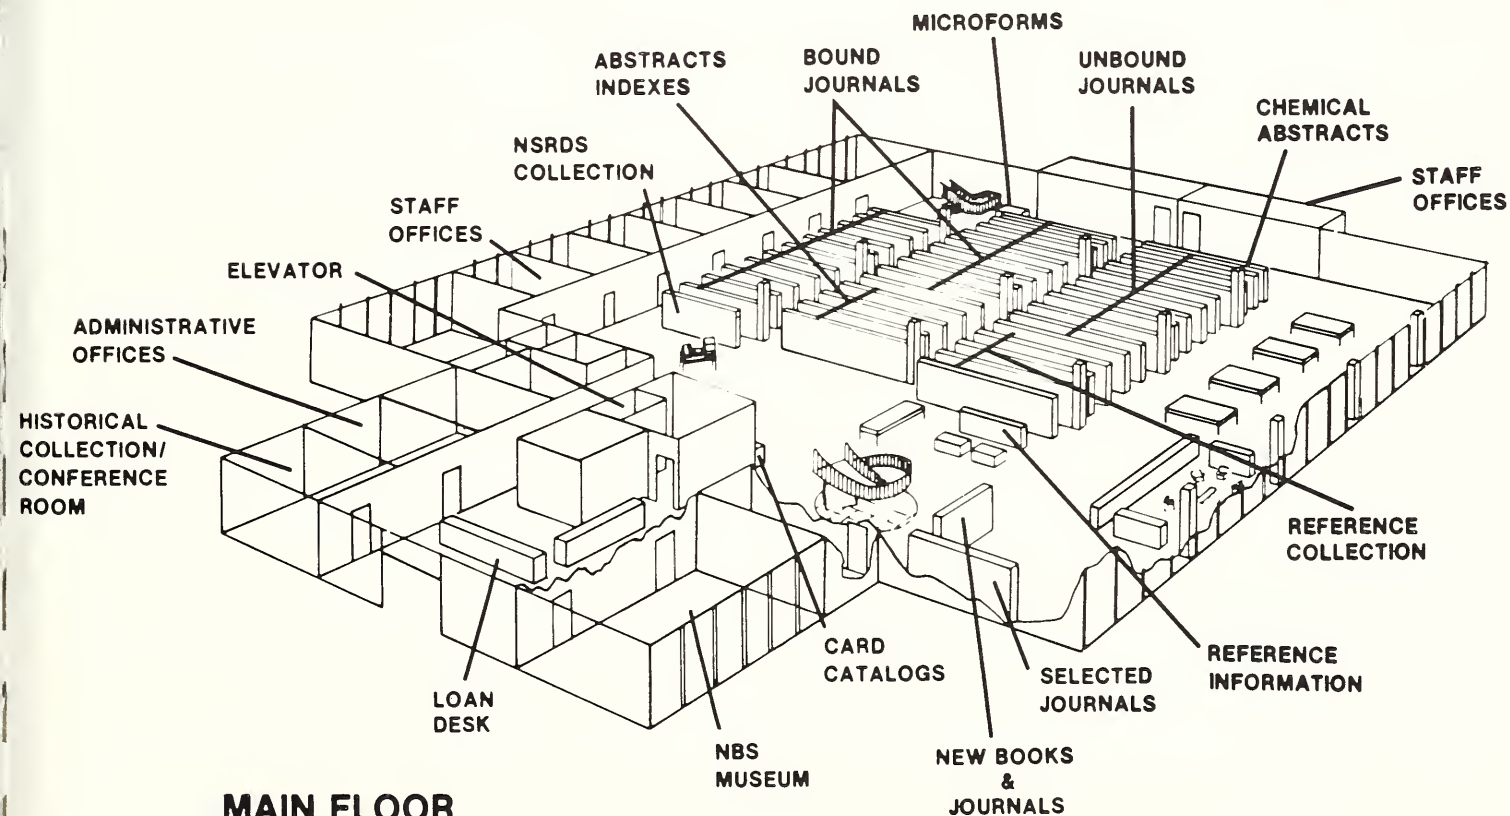 MICROFORMS
ABSTRACTS
INDEXES
BOUND
JOURNALS
UNBOUND
JOURNALS
CHEMICAL
ABSTRACTS
NSRDS
COLLECTION
STAFF
OFFICES
STAFF
OFFICES
ELEVATOR
ADMINISTRATIVE
OFFICES
HISTORICAL
COLLECTION/
CONFERENCE
ROOM
REFERENCE
COLLECTION
REFERENCE
INFORMATION
CARD
CATALOGS
SELECTED
JOURNALS
LOAN
DESK
NBS
MUSEUM
NEW BOOKS
&
JOURNALS
MAIN FLOOR